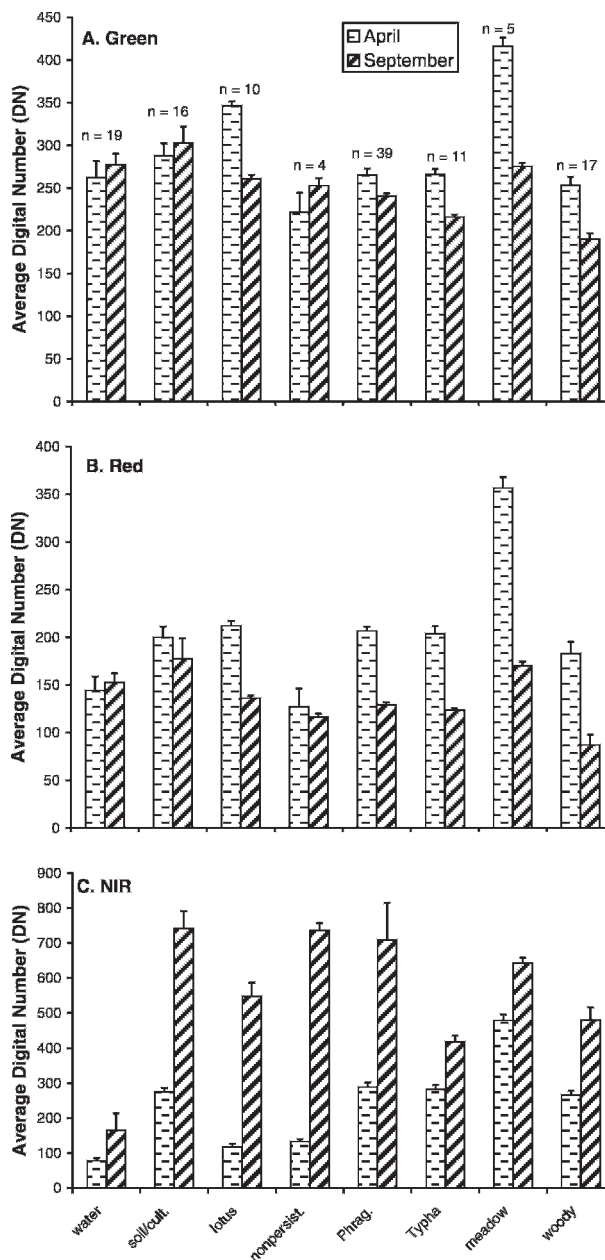 A. Green
April
September
n = 19
n = 16
n = 10
n = 4
n = 39
n = 11
n = 5
n = 17
Average Digital Number (DN)
450
400
350
300
250
200
150
100
50
0
B. Red
Average Digital Number (DN)
400
350
300
250
200
150
100
50
0
C. NIR
Average Digital Number (DN)
900
800
700
600
500
400
300
200
100
0
water
soil/cult.
lotus
nonpersist.
Phrag.
Typha
meadow
woody